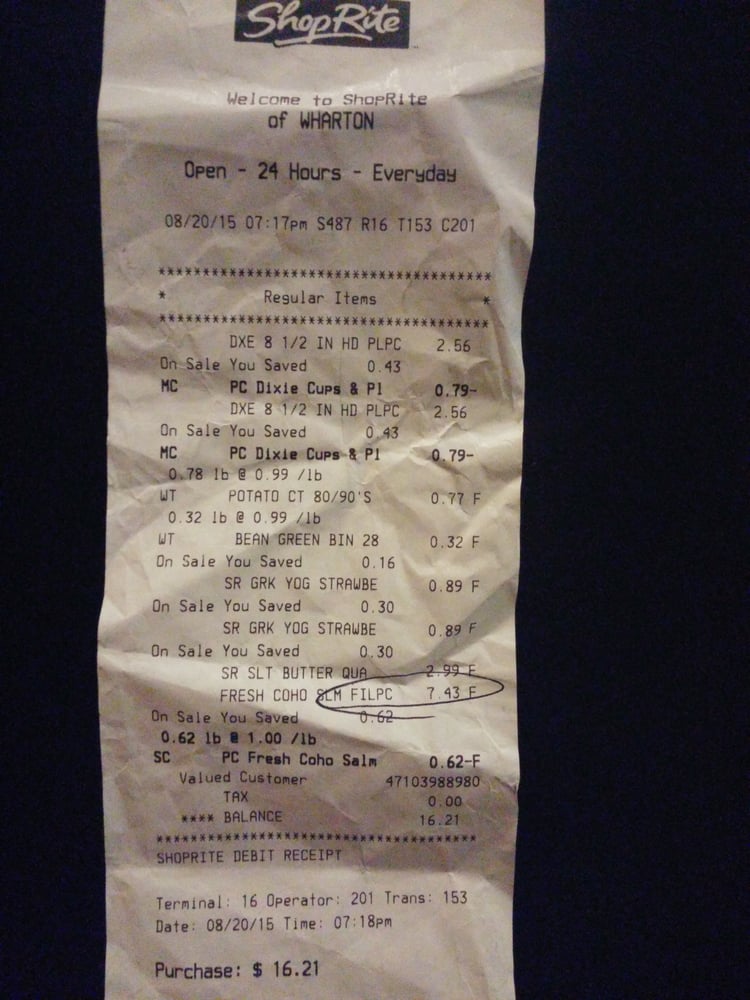 ShopRite
Welcome to ShopRite
of WHARTON
Open - 24 Hours - Everyday
08/20/15 07:17pm S487 R16 T153 C201
***************************************
* Regular Items *
***************************************
DXE 8 1/2 IN HD PLPC 2.56
On Sale You Saved 0.43
MC PC Dixie Cups & Pl 0.79-
DXE 8 1/2 IN HD PLPC 2.56
On Sale You Saved 0.43
MC PC Dixie Cups & Pl 0.79-
0.78 lb @ 0.99 /lb
WT POTATO CT 80/90'S 0.77 F
0.32 lb @ 0.99 /lb
WT BEAN GREEN BIN 28 0.32 F
On Sale You Saved 0.16
SR GRK YOG STRAWBE 0.89 F
On Sale You Saved 0.30
SR GRK YOG STRAWBE 0.89 F
On Sale You Saved 0.30
SR SLT BUTTER QUA 2.99 F
FRESH COHO SLM FILPC 7.43 F
On Sale You Saved 0.62
0.62 lb @ 1.00 /lb
SC PC Fresh Coho Salm 0.62-F
Valued Customer 47103988980
TAX 0.00
**** BALANCE 16.21
***************************************
SHOPRITE DEBIT RECEIPT
Terminal: 16 Operator: 201 Trans: 153
Date: 08/20/15 Time: 07:18pm
Purchase: $ 16.21